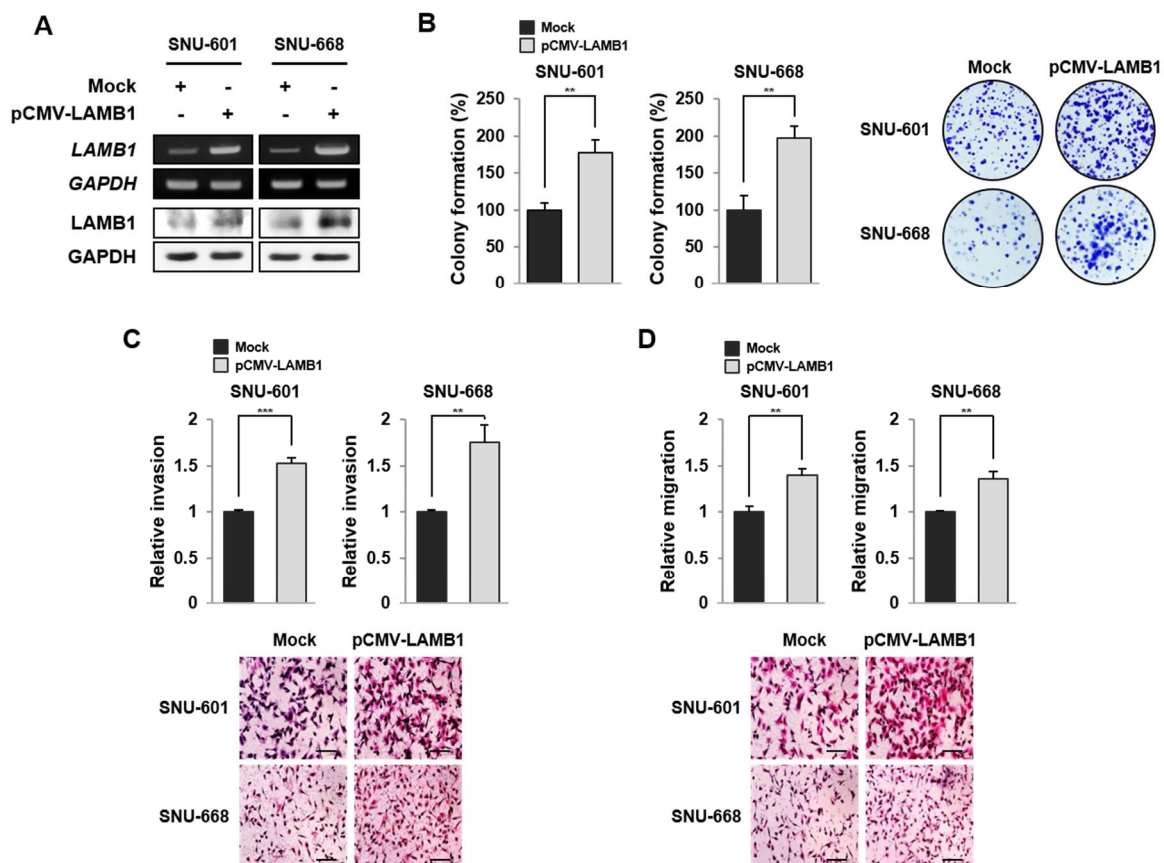 A
SNU-601 SNU-668
Mock + - + -
pCMV-LAMB1 - + - +
LAMB1
GAPDH
LAMB1
GAPDH
B
Mock
pCMV-LAMB1
SNU-601
Colony formation (%)
250
200
150
100
50
0
**
SNU-668
Colony formation (%)
250
200
150
100
50
0
**
Mock pCMV-LAMB1
SNU-601
SNU-668
C
Mock
pCMV-LAMB1
SNU-601
Relative invasion
2
1.5
1
0.5
0
***
SNU-668
Relative invasion
2
1.5
1
0.5
0
**
Mock pCMV-LAMB1
SNU-601
SNU-668
D
Mock
pCMV-LAMB1
SNU-601
Relative migration
2
1.5
1
0.5
0
**
SNU-668
Relative migration
2
1.5
1
0.5
0
**
Mock pCMV-LAMB1
SNU-601
SNU-668